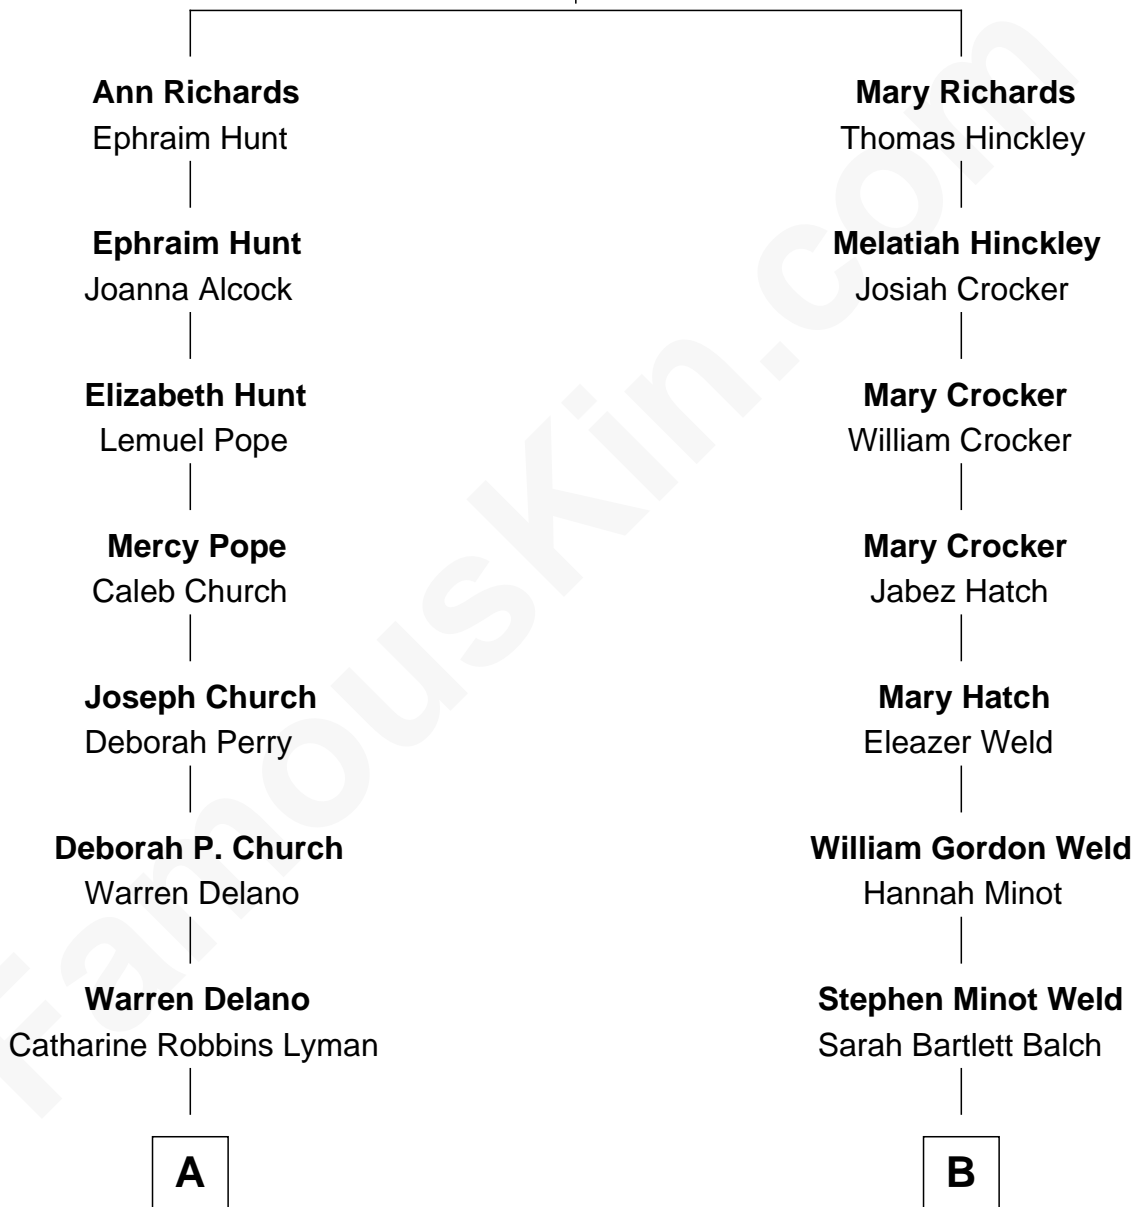 Ann Richards
Ephraim Hunt
Ephraim Hunt
Joanna Alcock
Elizabeth Hunt
Lemuel Pope
Mercy Pope
Caleb Church
Joseph Church
Deborah Perry
Deborah P. Church
Warren Delano
Warren Delano
Catharine Robbins Lyman
A
Mary Richards
Thomas Hinckley
Melatiah Hinckley
Josiah Crocker
Mary Crocker
William Crocker
Mary Crocker
Jabez Hatch
Mary Hatch
Eleazer Weld
William Gordon Weld
Hannah Minot
Stephen Minot Weld
Sarah Bartlett Balch
B
FamousKin.com